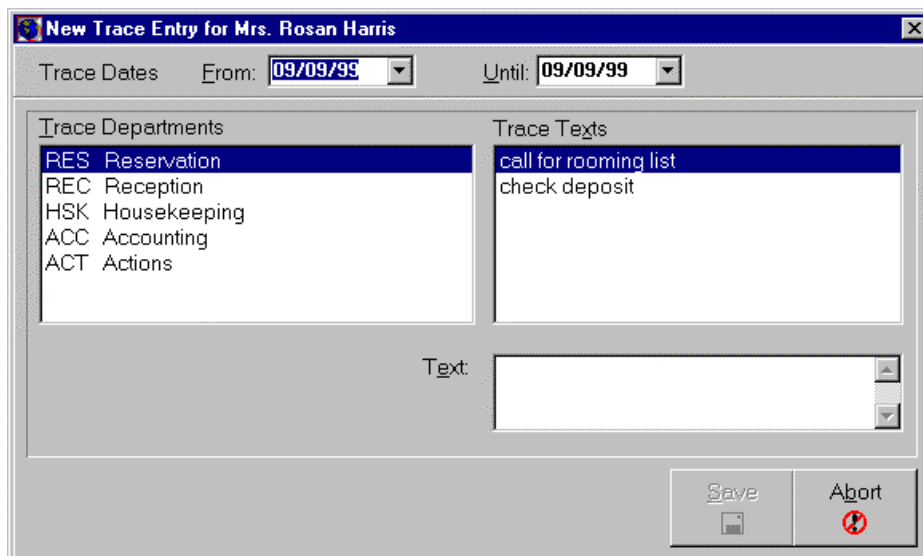 New Trace Entry for Mrs. Rosan Harris
Trace Dates From: 09/09/99 Until: 09/09/99
Trace Departments
RES Reservation
REC Reception
HSK Housekeeping
ACC Accounting
ACT Actions
Trace Texts
call for rooming list
check deposit
Text:
Save
Abort